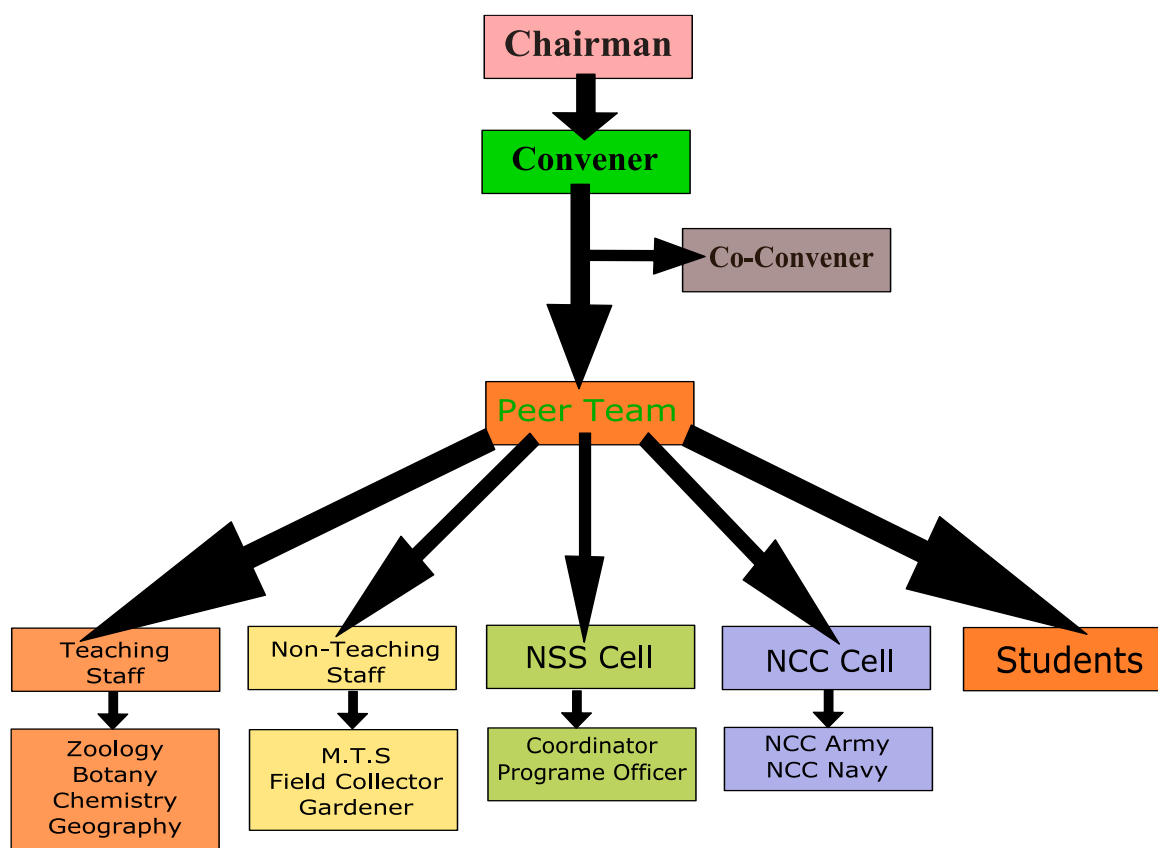 Chairman
Convener
Co-Convener
Peer Team
Teaching
Staff
Non-Teaching
Staff
NSS Cell
NCC Cell
Students
Zoology
Botany
Chemistry
Geography
M.T.S
Field Collector
Gardener
Coordinator
Programe Officer
NCC Army
NCC Navy